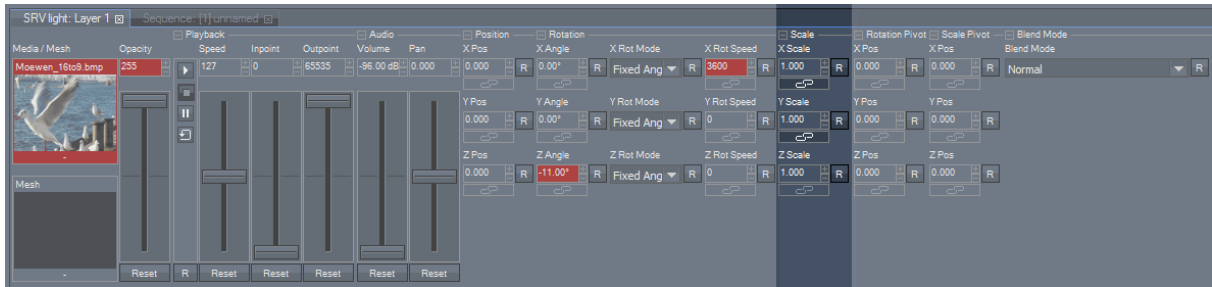 SRV light: Layer 1
Sequence: [1] unnamed
Playback Audio Position Rotation Scale Rotation Pivot Scale Pivot Blend Mode
Media / Mesh Opacity Speed Inpoint Outpoint Volume Pan X Pos X Angle X Rot Mode X Rot Speed X Scale X Pos X Pos Blend Mode
Moewen_16to9.bmp 255 127 0 65535 -96.00 dB 0.000 0.000 R 0.00° R Fixed Ang R 3600 R 1.000 R 0.000 R 0.000 R Normal R
Y Pos Y Angle Y Rot Mode Y Rot Speed Y Scale Y Pos Y Pos
0.000 R 0.00° R Fixed Ang R 0 R 1.000 R 0.000 R 0.000 R
-
Z Pos Z Angle Z Rot Mode Z Rot Speed Z Scale Z Pos Z Pos
0.000 R -11.00° R Fixed Ang R 0 R 1.000 R 0.000 R 0.000 R
Mesh
- Reset R Reset Reset Reset Reset Reset